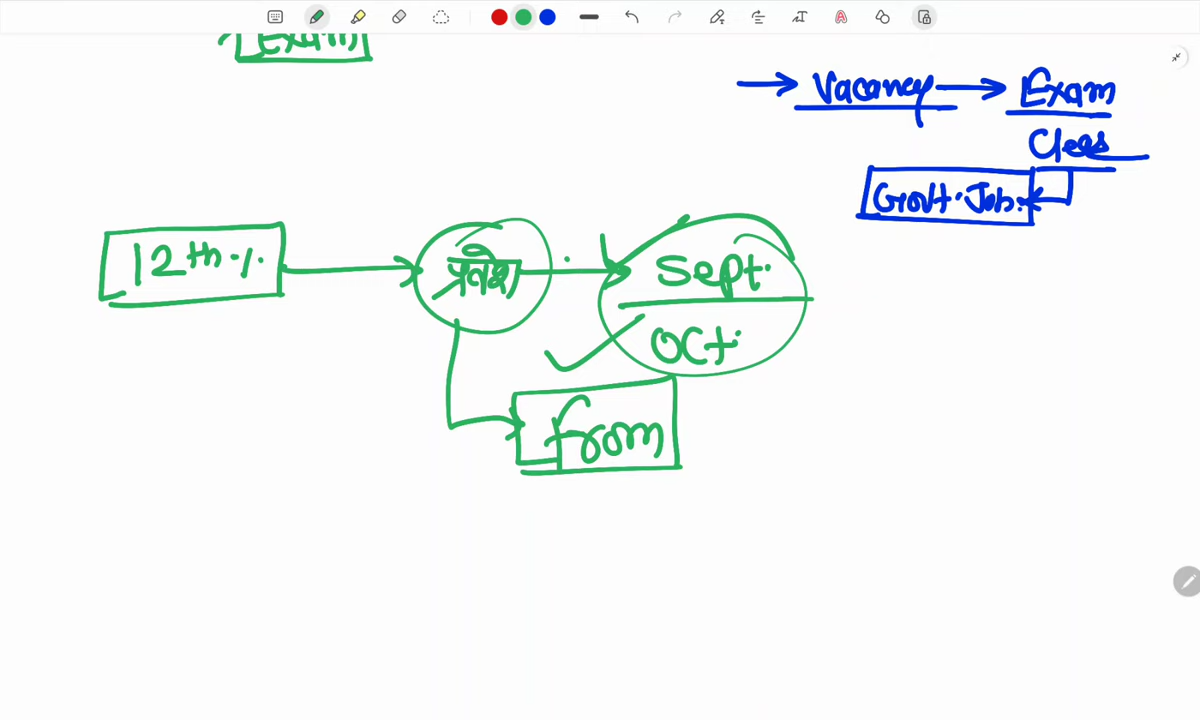 Exam
Vacancy Exam
Clear
Govt. Job.
12th % प्रवेश Sept.
Oct.
from